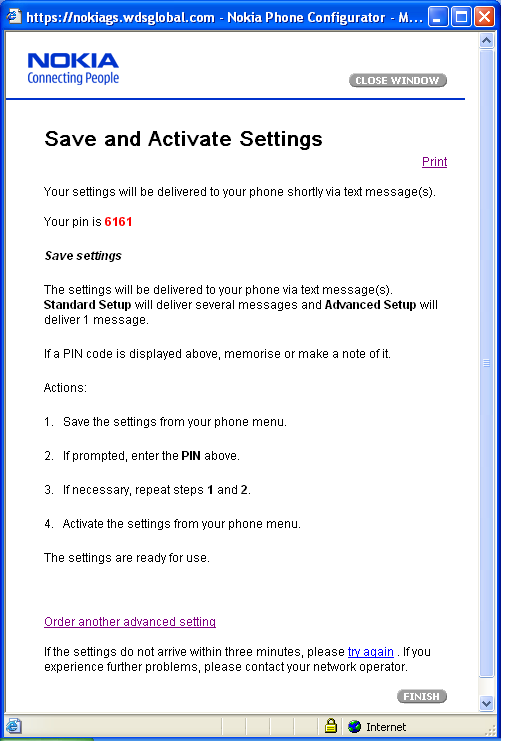 https://nokiags.wdsglobal.com - Nokia Phone Configurator - M...
NOKIA
Connecting People
CLOSE WINDOW
Save and Activate Settings
Print
Your settings will be delivered to your phone shortly via text message(s).
Your pin is 6161
Save settings
The settings will be delivered to your phone via text message(s).
Standard Setup will deliver several messages and Advanced Setup will
deliver 1 message.
If a PIN code is displayed above, memorise or make a note of it.
Actions:
1. Save the settings from your phone menu.
2. If prompted, enter the PIN above.
3. If necessary, repeat steps 1 and 2.
4. Activate the settings from your phone menu.
The settings are ready for use.
Order another advanced setting
If the settings do not arrive within three minutes, please try again . If you
experience further problems, please contact your network operator.
FINISH
Internet